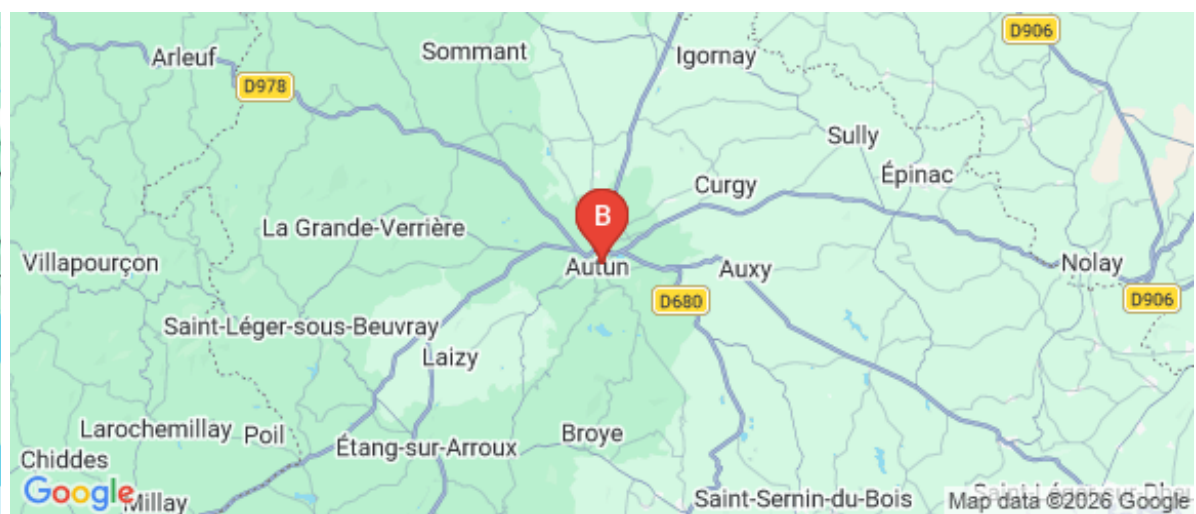 D906
Arleuf
Sommant
Igornay
D978
Sully
Épinac
Curgy
B
La Grande-Verrière
Villapourçon
Autun
Auxy
Nolay
D680
D906
Saint-Léger-sous-Beuvray
Laizy
Larochemillay
Poil
Broye
Étang-sur-Arroux
Chiddes
Google
Millay
Saint-Sernin-du-Bois
Map data ©2026 Google